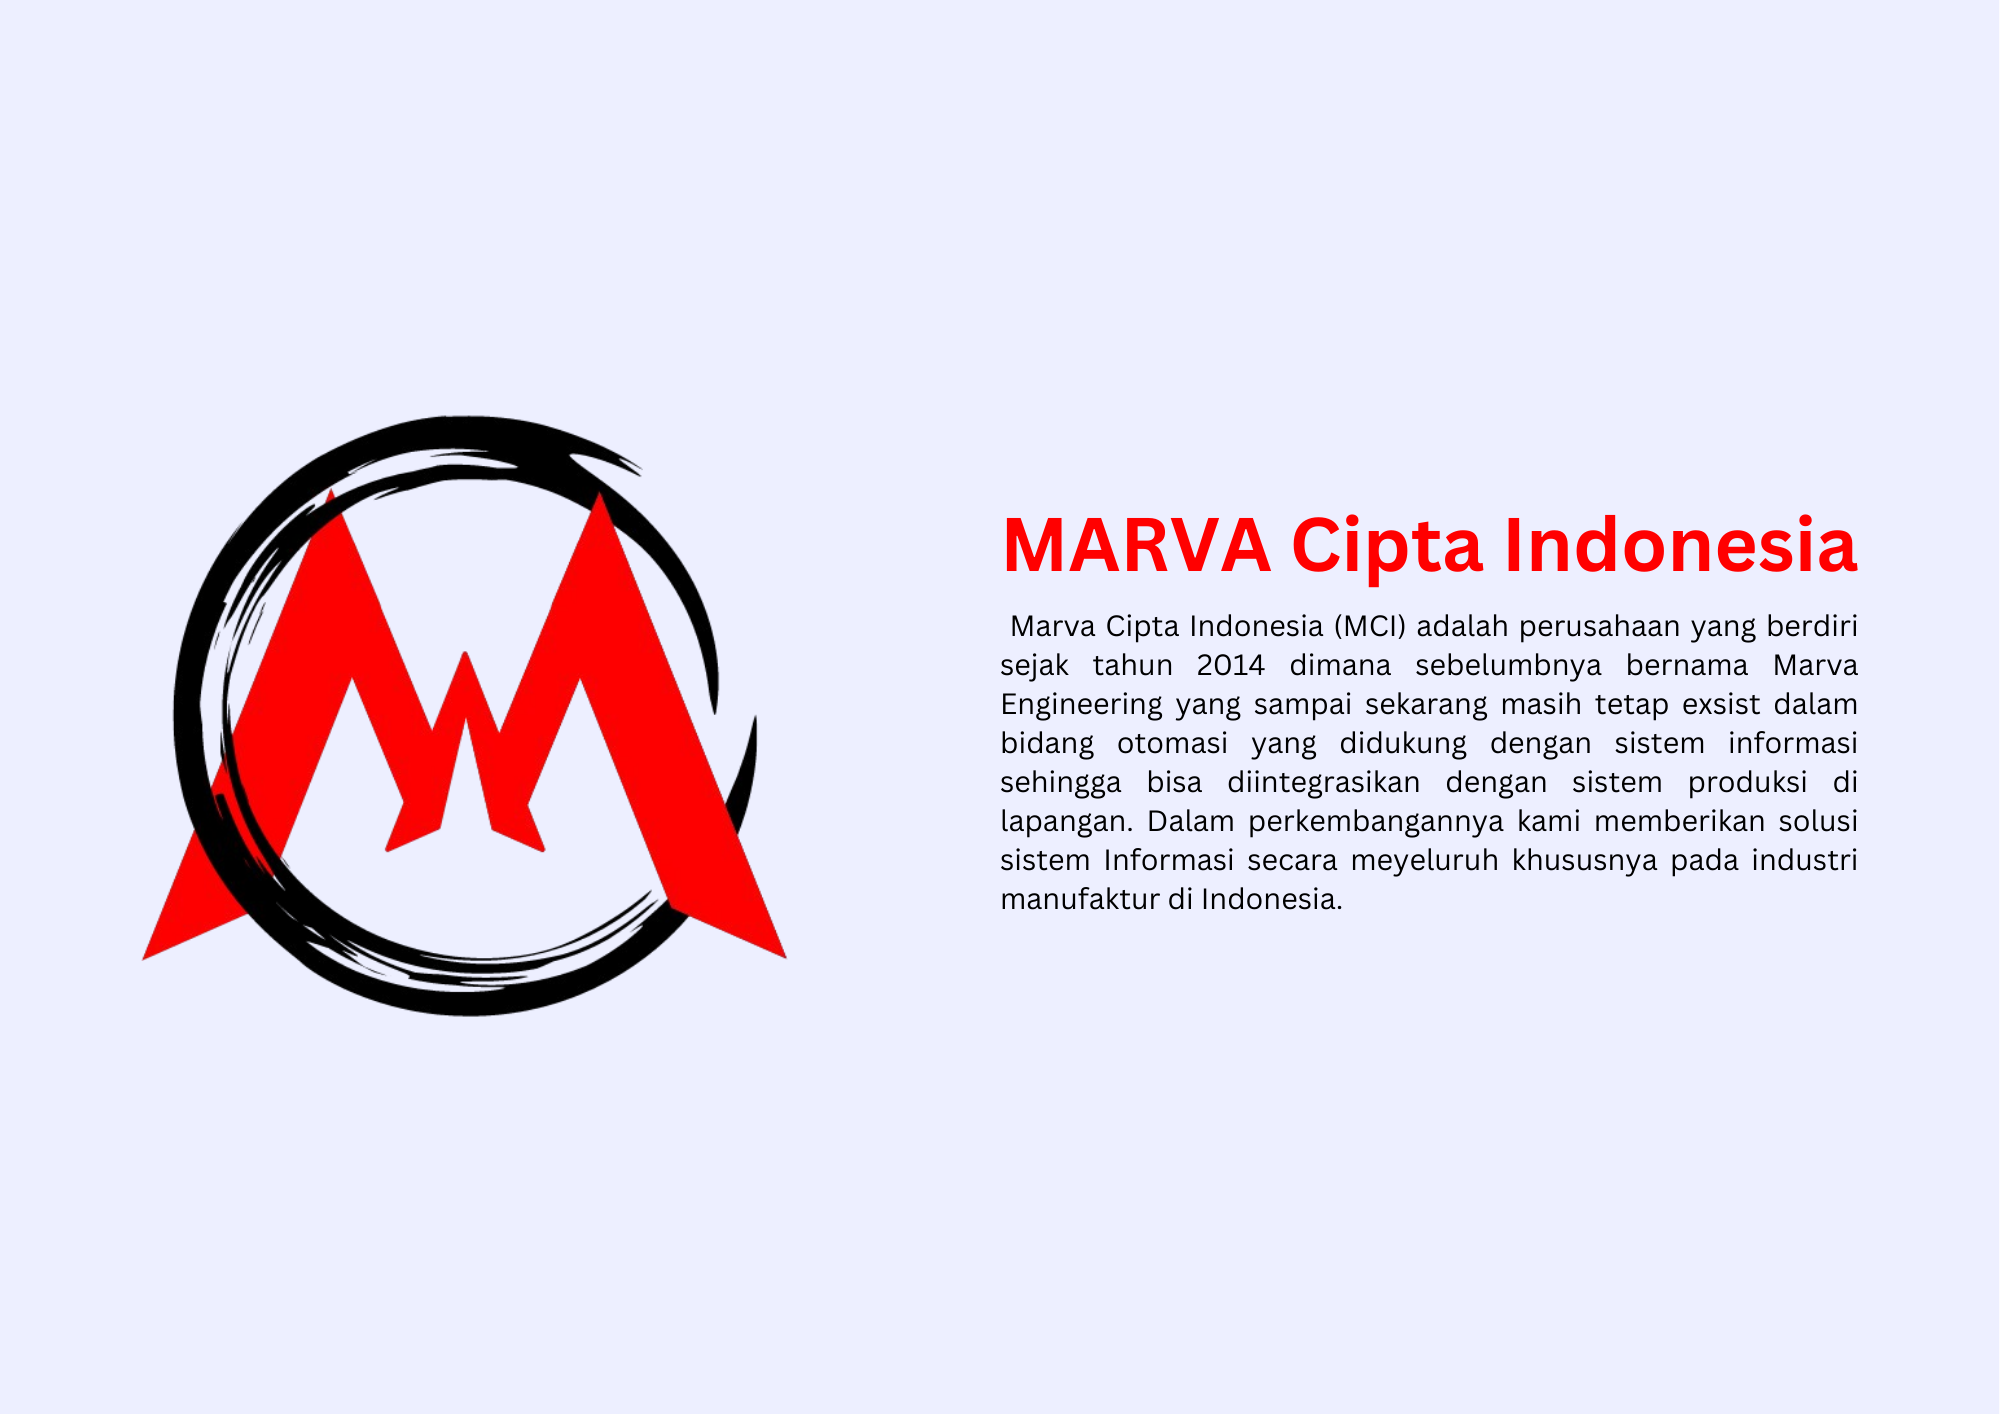 MARVA Cipta Indonesia
Marva Cipta Indonesia (MCI) adalah perusahaan yang berdiri
sejak tahun 2014 dimana sebelumbnya bernama Marva
Engineering yang sampai sekarang masih tetap exsist dalam
bidang otomasi yang didukung dengan sistem informasi
sehingga bisa diintegrasikan dengan sistem produksi di
lapangan. Dalam perkembangannya kami memberikan solusi
sistem Informasi secara meyeluruh khususnya pada industri
manufaktur di Indonesia.